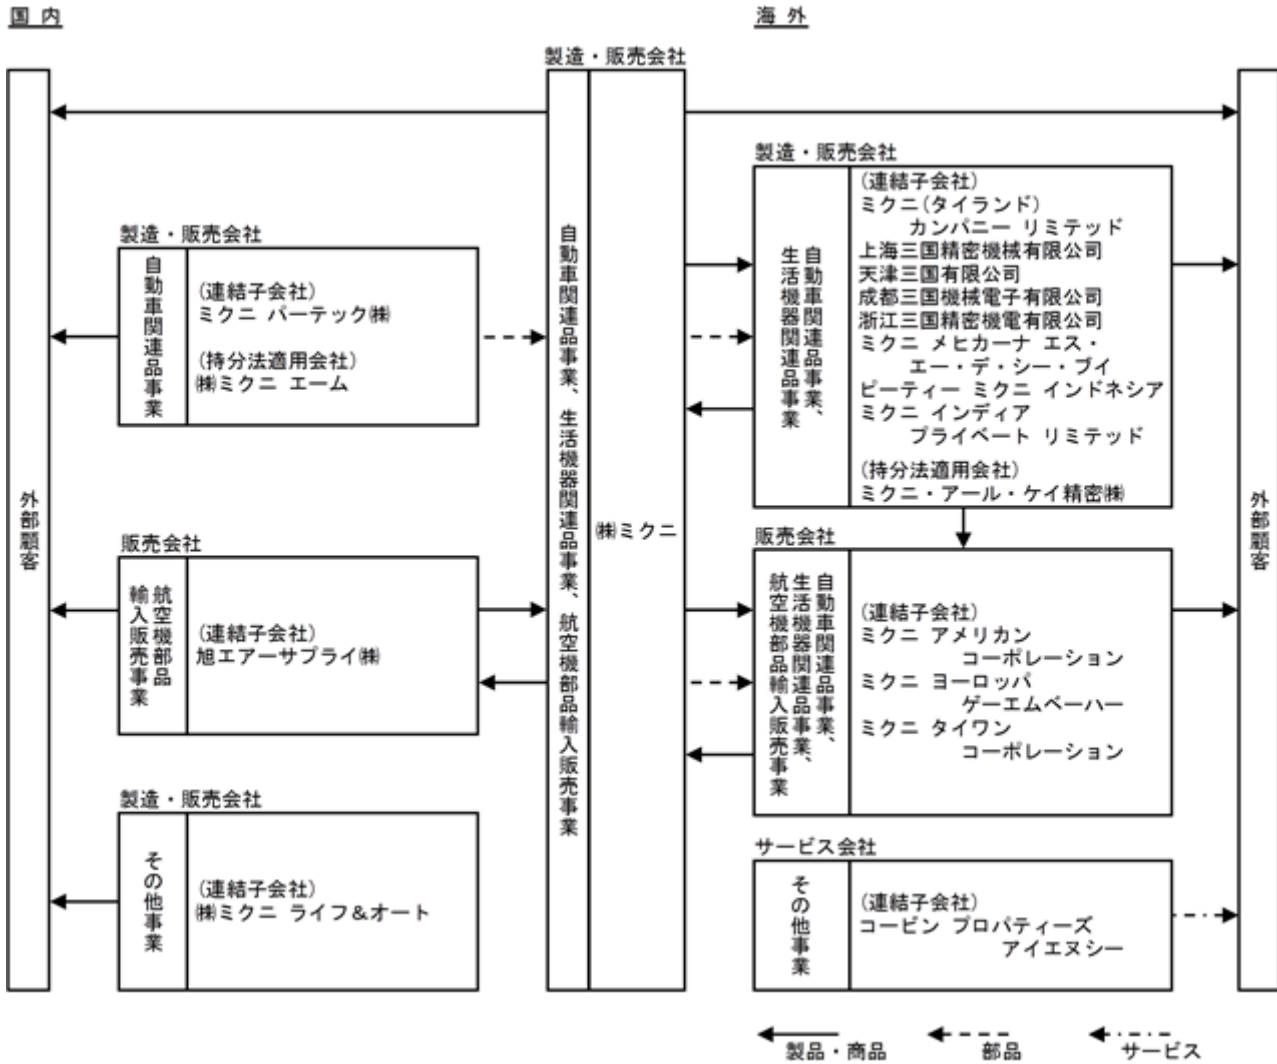 国 内
海 外
製造・販売会社
外部顧客
製造・販売会社
自動車関連品事業
(連結子会社)
ミクニ パーテック㈱
(持分法適用会社)
㈱ミクニ エーム
販売会社
航空機部品
輸入販売事業
(連結子会社)
旭エアーサプライ㈱
製造・販売会社
その他事業
(連結子会社)
㈱ミクニ ライフ&オート
自動車関連品事業、生活機器関連品事業、航空機部品輸入販売事業
㈱ミクニ
製造・販売会社
自動車関連品事業、
生活機器関連品事業
(連結子会社)
ミクニ(タイランド)
カンパニー リミテッド
上海三国精密機械有限公司
天津三国有限公司
成都三国機械電子有限公司
浙江三国精密機電有限公司
ミクニ メヒカーナ エス・
エー・デ・シー・ブイ
ピーティー ミクニ インドネシア
ミクニ インディア
プライベート リミテッド
(持分法適用会社)
ミクニ・アール・ケイ精密㈱
販売会社
自動車関連品事業、
生活機器関連品事業、
航空機部品輸入販売事業
(連結子会社)
ミクニ アメリカン
コーポレーション
ミクニ ヨーロッパ
ゲーエムベーハー
ミクニ タイワン
コーポレーション
サービス会社
その他事業
(連結子会社)
コービン プロパティーズ
アイエヌシー
外部顧客
製品・商品
部品
サービス